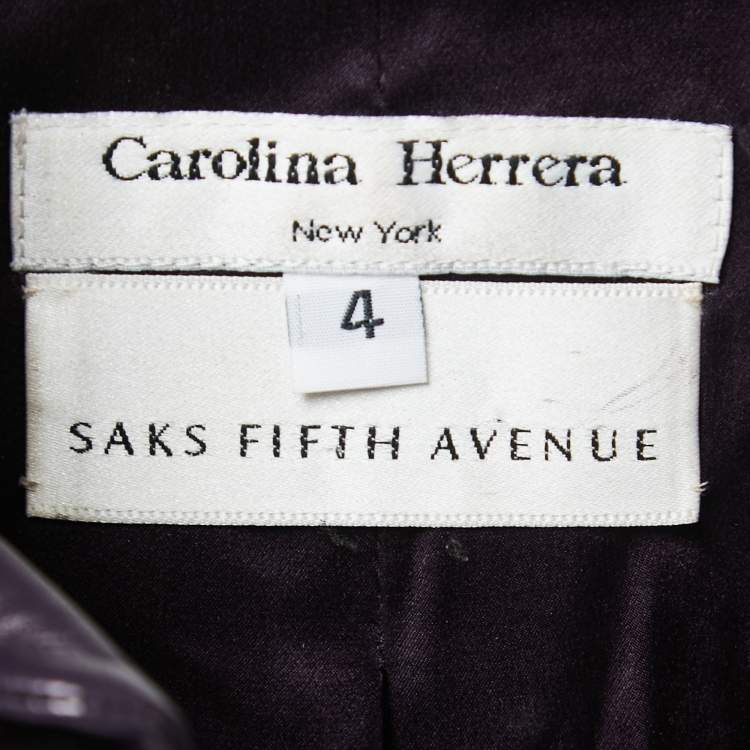 Carolina Herrera
New York
4
SAKS FIFTH AVENUE